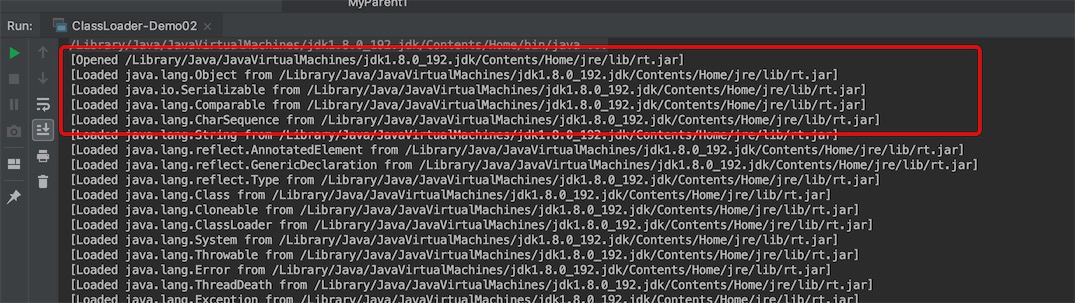 MyParent1
Run: ClassLoader-Demo02
/Library/Java/JavaVirtualMachines/jdk1.8.0_192.jdk/Contents/Home/bin/java ...
[Opened /Library/Java/JavaVirtualMachines/jdk1.8.0_192.jdk/Contents/Home/jre/lib/rt.jar]
[Loaded java.lang.Object from /Library/Java/JavaVirtualMachines/jdk1.8.0_192.jdk/Contents/Home/jre/lib/rt.jar]
[Loaded java.io.Serializable from /Library/Java/JavaVirtualMachines/jdk1.8.0_192.jdk/Contents/Home/jre/lib/rt.jar]
[Loaded java.lang.Comparable from /Library/Java/JavaVirtualMachines/jdk1.8.0_192.jdk/Contents/Home/jre/lib/rt.jar]
[Loaded java.lang.CharSequence from /Library/Java/JavaVirtualMachines/jdk1.8.0_192.jdk/Contents/Home/jre/lib/rt.jar]
[Loaded java.lang.String from /Library/Java/JavaVirtualMachines/jdk1.8.0_192.jdk/Contents/Home/jre/lib/rt.jar]
[Loaded java.lang.reflect.AnnotatedElement from /Library/Java/JavaVirtualMachines/jdk1.8.0_192.jdk/Contents/Home/jre/lib/rt.jar]
[Loaded java.lang.reflect.GenericDeclaration from /Library/Java/JavaVirtualMachines/jdk1.8.0_192.jdk/Contents/Home/jre/lib/rt.jar]
[Loaded java.lang.reflect.Type from /Library/Java/JavaVirtualMachines/jdk1.8.0_192.jdk/Contents/Home/jre/lib/rt.jar]
[Loaded java.lang.Class from /Library/Java/JavaVirtualMachines/jdk1.8.0_192.jdk/Contents/Home/jre/lib/rt.jar]
[Loaded java.lang.Cloneable from /Library/Java/JavaVirtualMachines/jdk1.8.0_192.jdk/Contents/Home/jre/lib/rt.jar]
[Loaded java.lang.ClassLoader from /Library/Java/JavaVirtualMachines/jdk1.8.0_192.jdk/Contents/Home/jre/lib/rt.jar]
[Loaded java.lang.System from /Library/Java/JavaVirtualMachines/jdk1.8.0_192.jdk/Contents/Home/jre/lib/rt.jar]
[Loaded java.lang.Throwable from /Library/Java/JavaVirtualMachines/jdk1.8.0_192.jdk/Contents/Home/jre/lib/rt.jar]
[Loaded java.lang.Error from /Library/Java/JavaVirtualMachines/jdk1.8.0_192.jdk/Contents/Home/jre/lib/rt.jar]
[Loaded java.lang.ThreadDeath from /Library/Java/JavaVirtualMachines/jdk1.8.0_192.jdk/Contents/Home/jre/lib/rt.jar]
[Loaded java.lang.Exception from /Library/Java/JavaVirtualMachines/jdk1.8.0_192.jdk/Contents/Home/jre/lib/rt.jar]